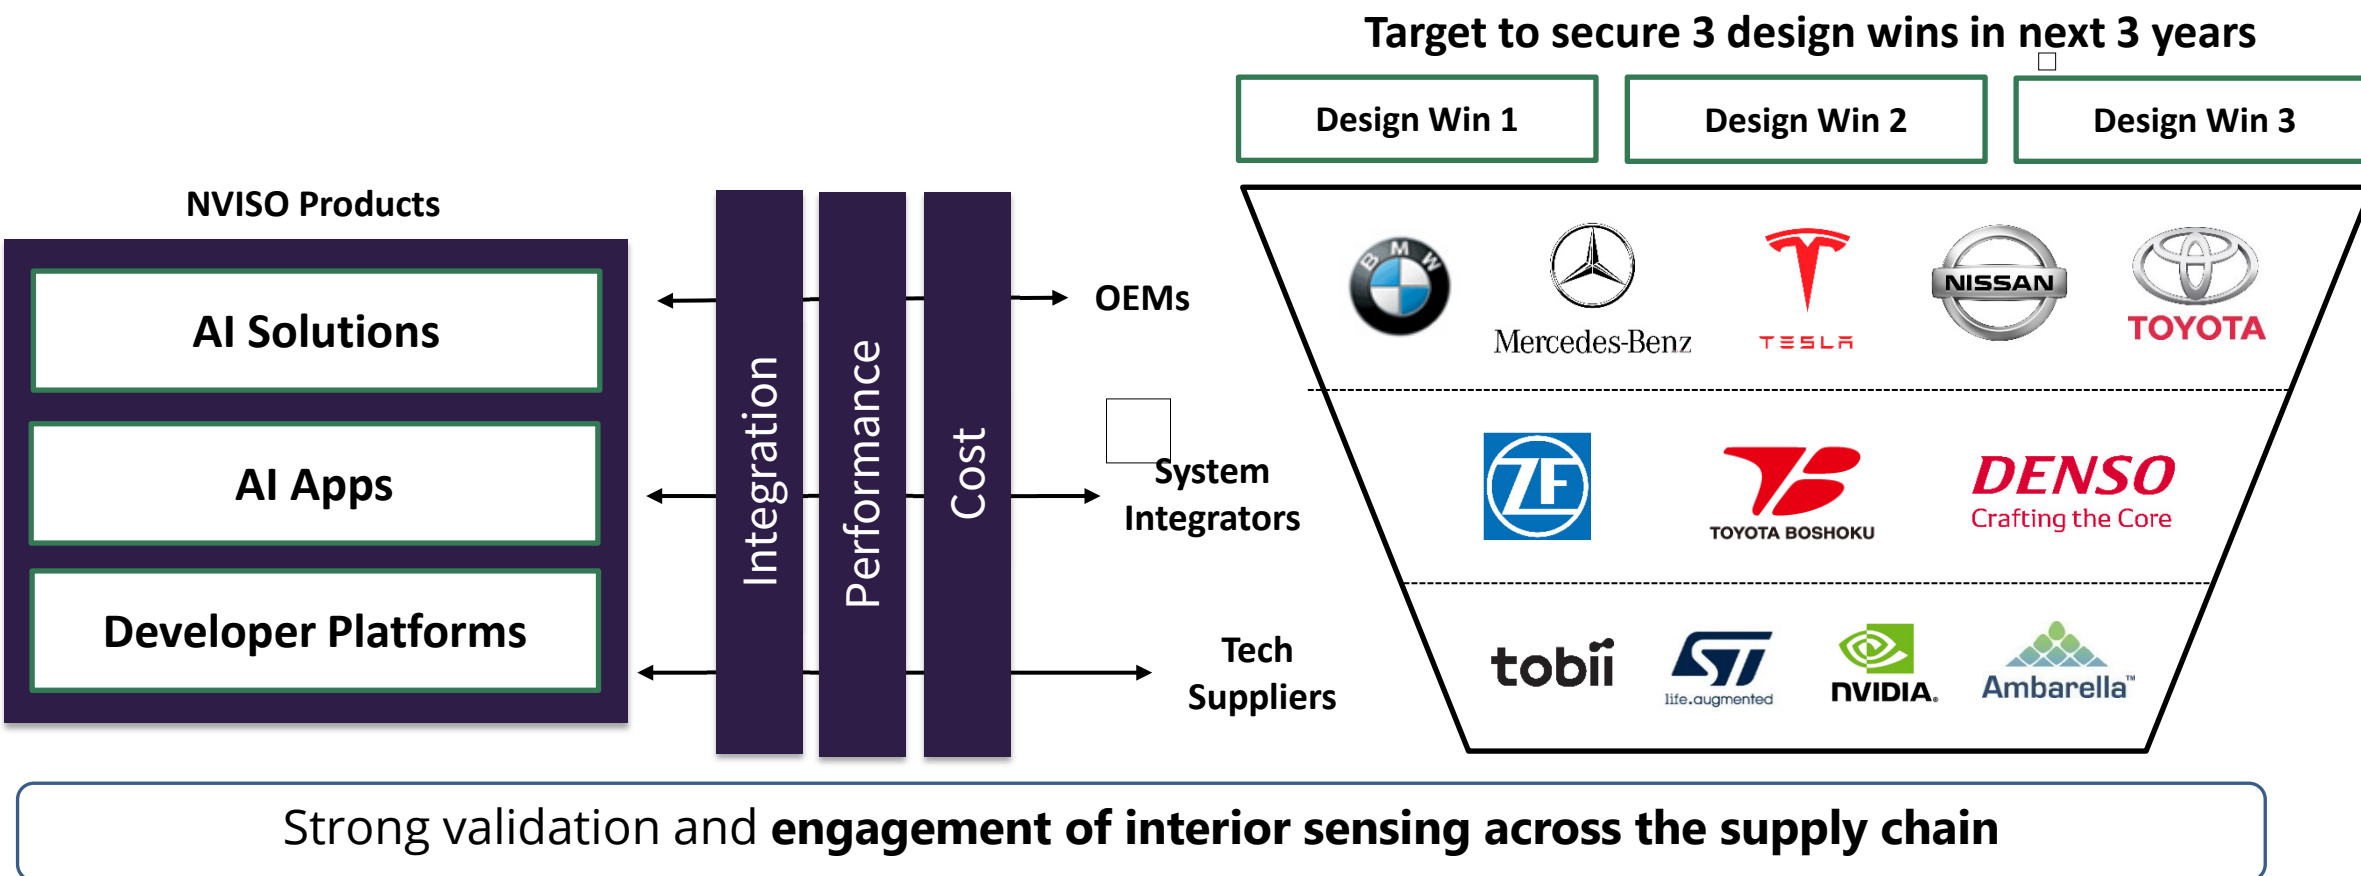 Target to secure 3 design wins in next 3 years
Design Win 1
Design Win 2
Design Win 3
NVISO Products
AI Solutions
AI Apps
Developer Platforms
Integration
Performance
Cost
OEMs
System
Integrators
Tech
Suppliers
BMW
Mercedes-Benz
TESLA
NISSAN
TOYOTA
ZF
TOYOTA BOSHOKU
DENSO
Crafting the Core
tobii
ST
life.augmented
NVIDIA.
Ambarella™
Strong validation and engagement of interior sensing across the supply chain